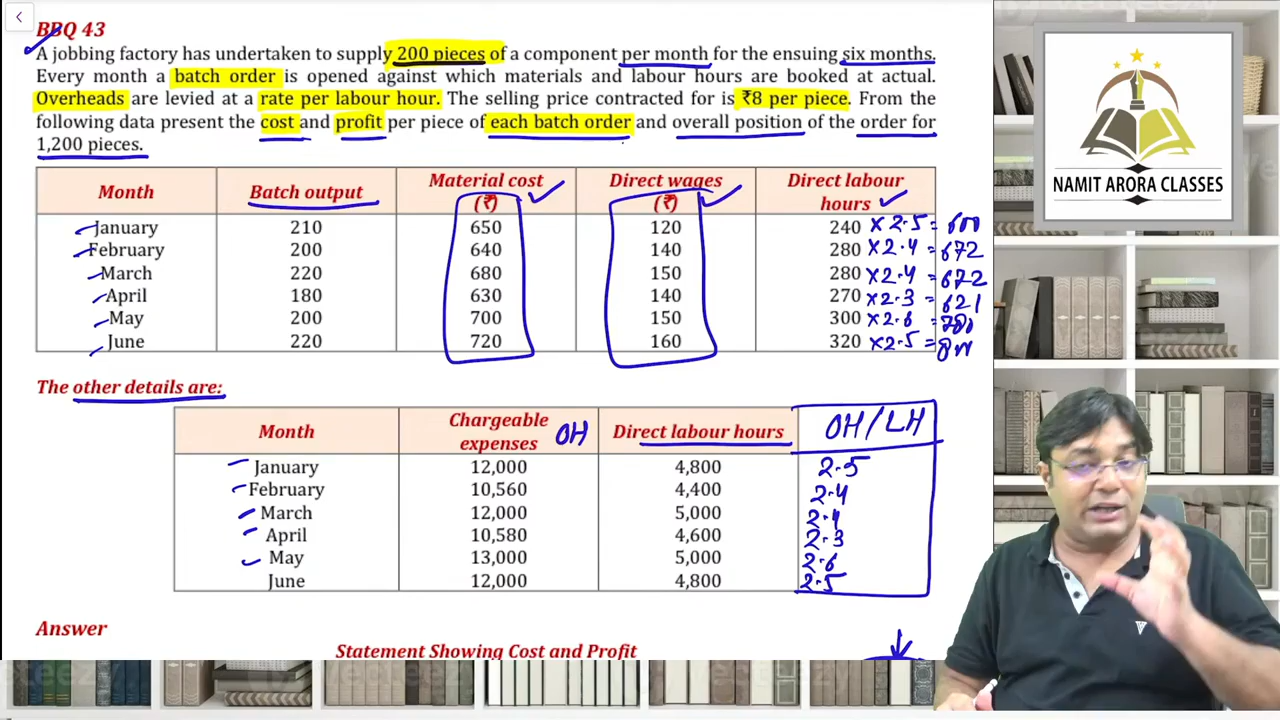 BBQ 43
A jobbing factory has undertaken to supply 200 pieces of a component per month for the ensuing six months.
Every month a batch order is opened against which materials and labour hours are booked at actual.
Overheads are levied at a rate per labour hour. The selling price contracted for is ₹8 per piece. From the
following data present the cost and profit per piece of each batch order and overall position of the order for
1,200 pieces.
Month Batch output Material cost (₹) Direct wages (₹) Direct labour hours
January 210 650 120 240 ×2.5 = 600
February 200 640 140 280 ×2.4 = 672
March 220 680 150 280 ×2.4 = 672
April 180 630 140 270 ×2.3 = 621
May 200 700 150 300 ×2.6 = 780
June 220 720 160 320 ×2.5 = 800
The other details are:
Month Chargeable expenses OH Direct labour hours OH/LH
January 12,000 4,800 2.5
February 10,560 4,400 2.4
March 12,000 5,000 2.4
April 10,580 4,600 2.3
May 13,000 5,000 2.6
June 12,000 4,800 2.5
Answer
Statement Showing Cost and Profit
NAMIT ARORA CLASSES